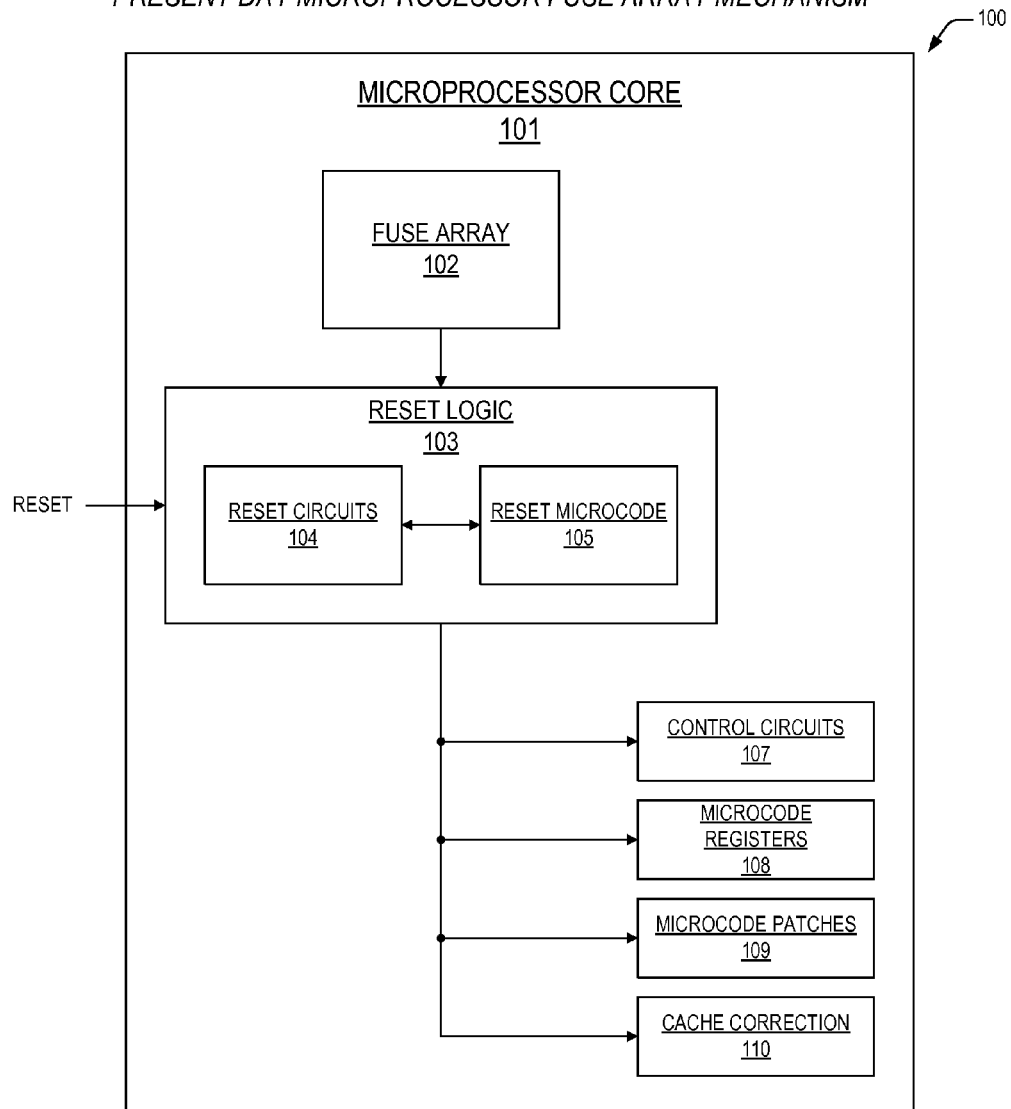 PRESENT DAY MICROPROCESSOR FUSE ARRAY MECHANISM
100
MICROPROCESSOR CORE
101
FUSE ARRAY
102
RESET LOGIC
103
RESET
RESET CIRCUITS
104
RESET MICROCODE
105
CONTROL CIRCUITS
107
MICROCODE
REGISTERS
108
MICROCODE PATCHES
109
CACHE CORRECTION
110